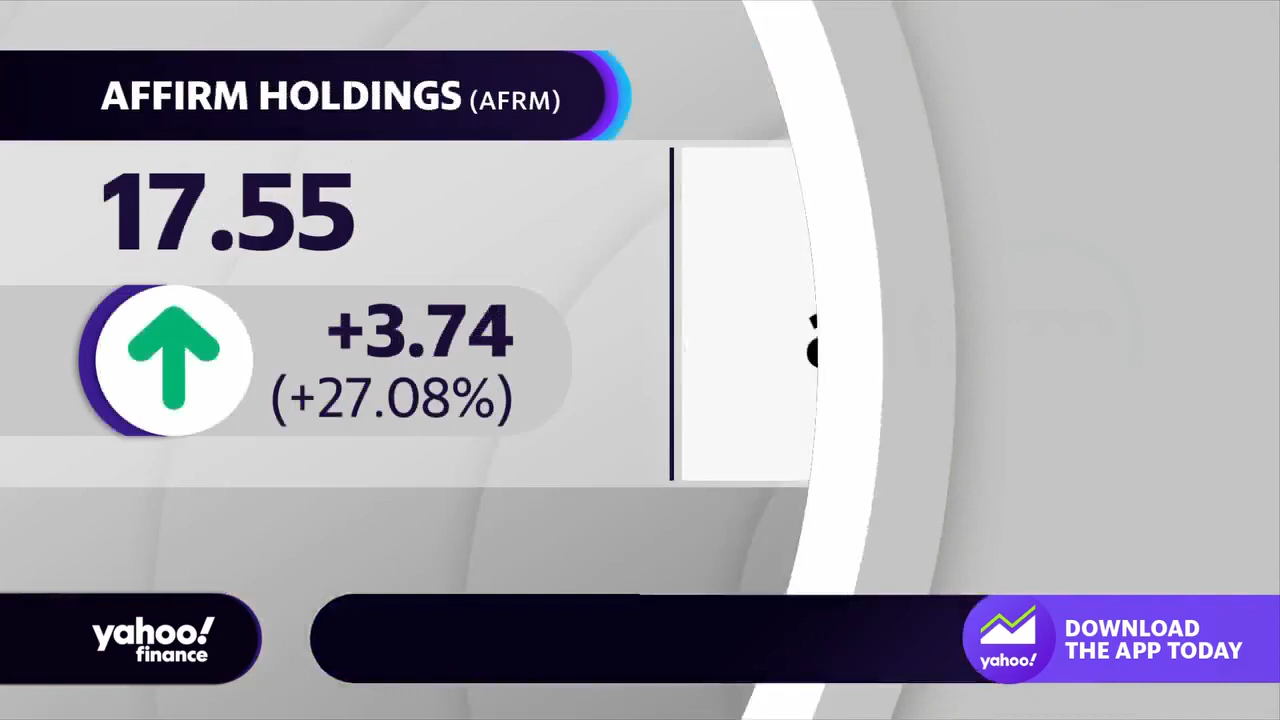 AFFIRM HOLDINGS (AFRM)
17.55
+3.74
(+27.08%)
yahoo!
finance
yahoo!
DOWNLOAD
THE APP TODAY